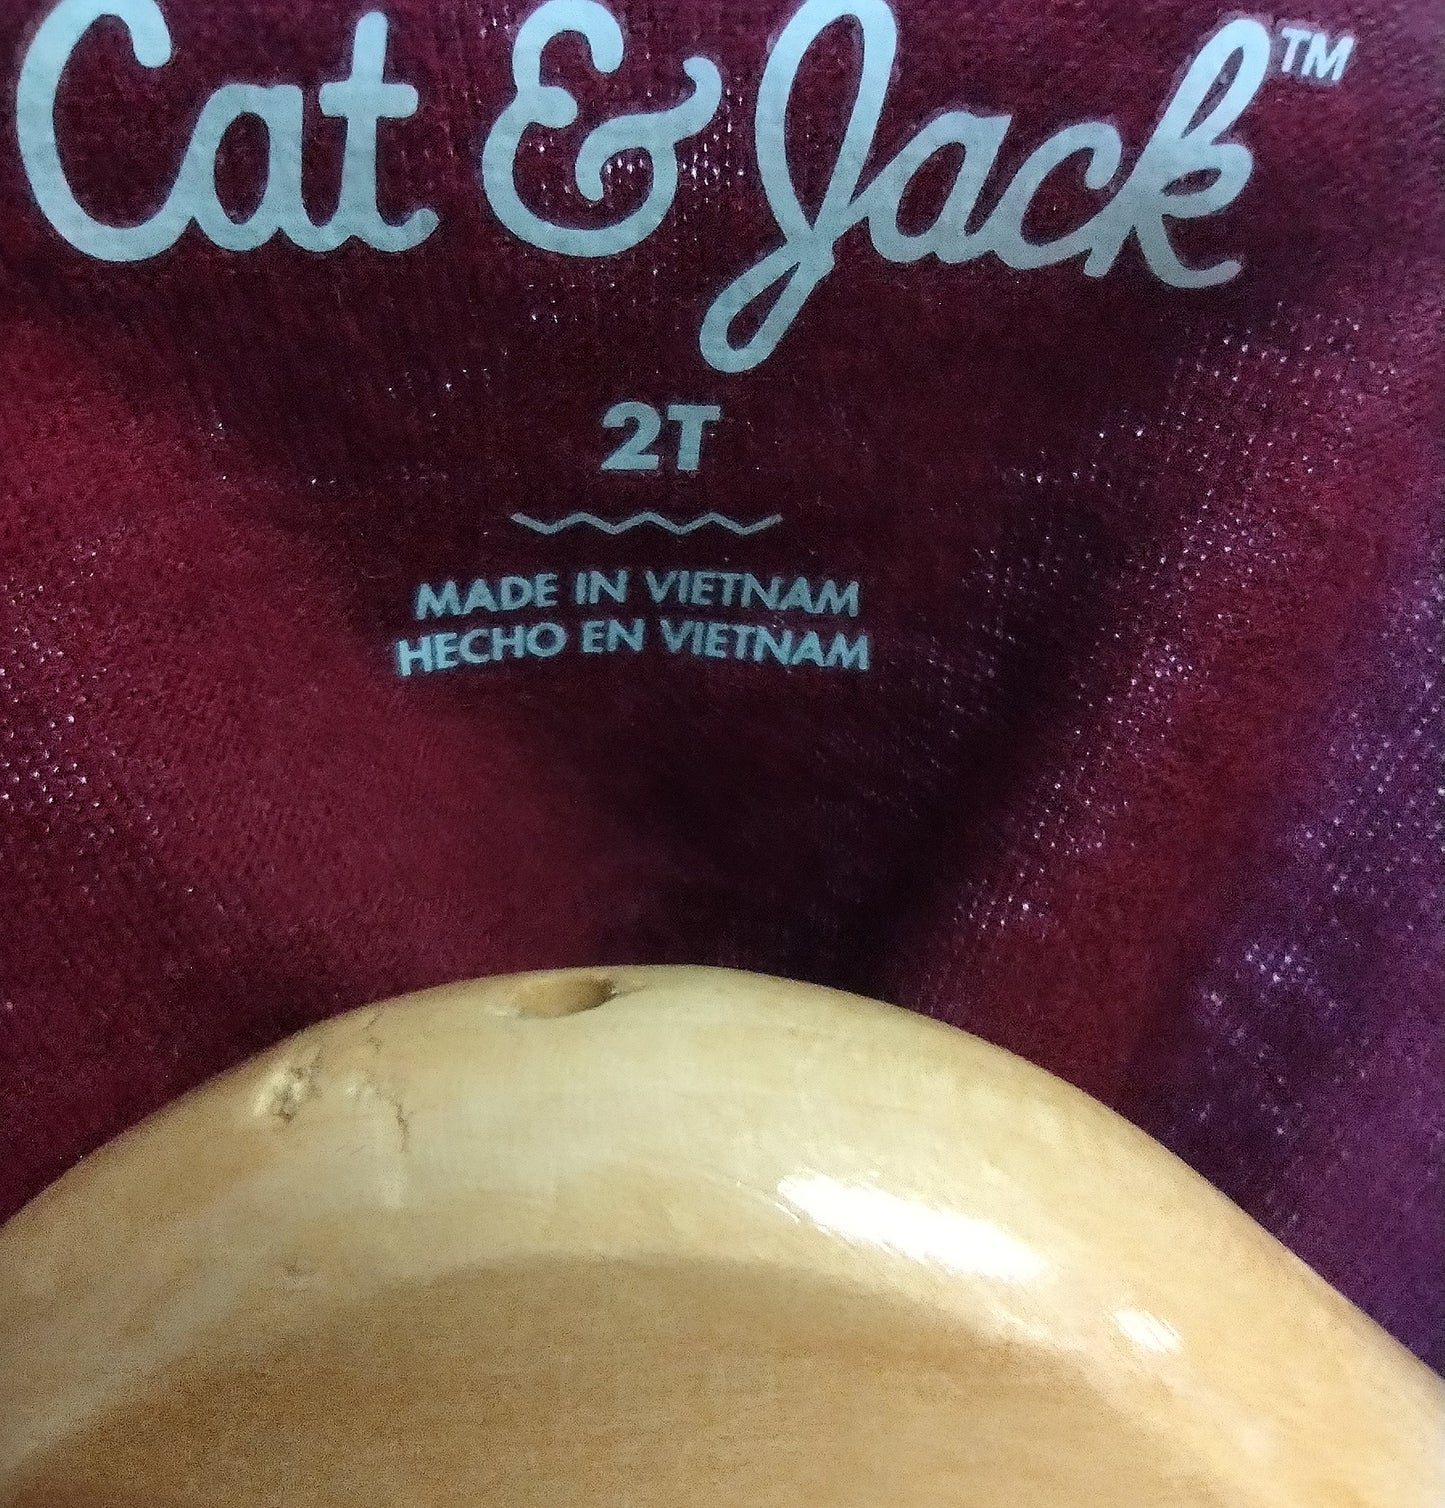 Cat & Jack™
2T
MADE IN VIETNAM
HECHO EN VIETNAM